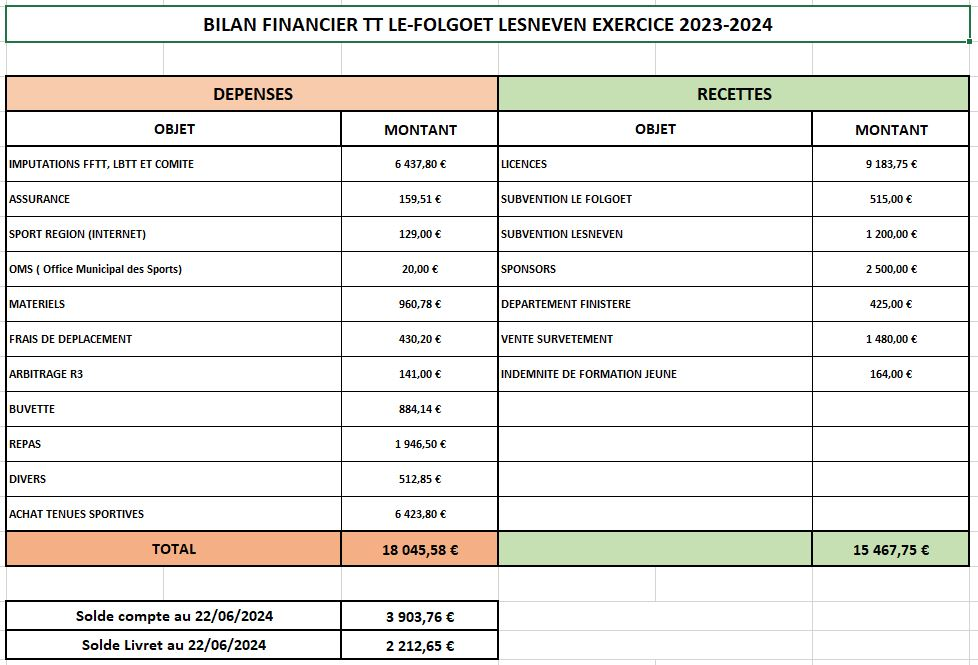 BILAN FINANCIER TT LE-FOLGOET LESNEVEN EXERCICE 2023-2024
DEPENSES RECETTES
OBJET MONTANT OBJET MONTANT
IMPUTATIONS FFTT, LBTT ET COMITE 6 437,80 € LICENCES 9 183,75 €
ASSURANCE 159,51 € SUBVENTION LE FOLGOET 515,00 €
SPORT REGION (INTERNET) 129,00 € SUBVENTION LESNEVEN 1 200,00 €
OMS ( Office Municipal des Sports) 20,00 € SPONSORS 2 500,00 €
MATERIELS 960,78 € DEPARTEMENT FINISTERE 425,00 €
FRAIS DE DEPLACEMENT 430,20 € VENTE SURVETEMENT 1 480,00 €
ARBITRAGE R3 141,00 € INDEMNITE DE FORMATION JEUNE 164,00 €
BUVETTE 884,14 €
REPAS 1 946,50 €
DIVERS 512,85 €
ACHAT TENUES SPORTIVES 6 423,80 €
TOTAL 18 045,58 € 15 467,75 €
Solde compte au 22/06/2024 3 903,76 €
Solde Livret au 22/06/2024 2 212,65 €